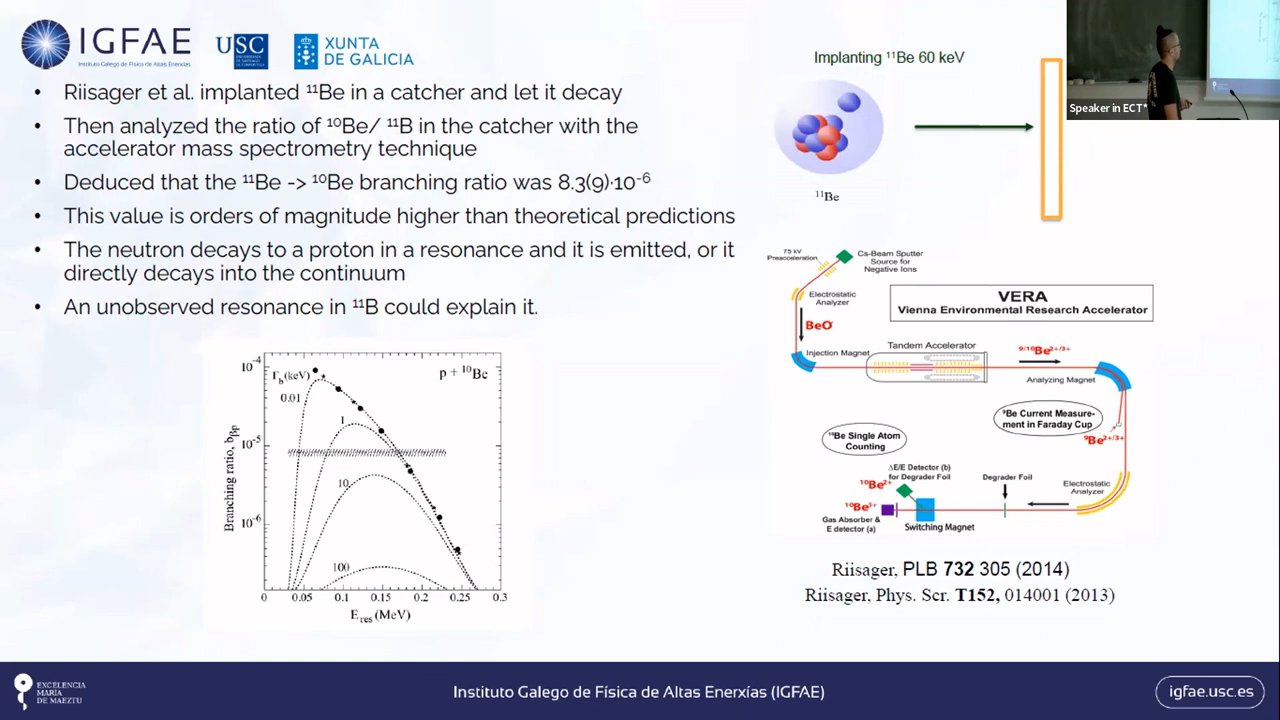 IGFAE
Instituto Galego de Física de Altas Enerxías
USC
XUNTA
DE GALICIA
• Riisager et al. implanted ¹¹Be in a catcher and let it decay
• Then analyzed the ratio of ¹⁰Be/ ¹¹B in the catcher with the
accelerator mass spectrometry technique
• Deduced that the ¹¹Be -> ¹⁰Be branching ratio was 8.3(9)·10⁻⁶
• This value is orders of magnitude higher than theoretical predictions
• The neutron decays to a proton in a resonance and it is emitted, or it
directly decays into the continuum
• An unobserved resonance in ¹¹B could explain it.
Implanting ¹¹Be 60 keV
¹¹Be
Speaker in ECT*
75 kV
Preacceleration
Cs-Beam Sputter
Source for
Negative Ions
Electrostatic
Analyzer
VERA
Vienna Environmental Research Accelerator
BeO⁻
Injection Magnet
Tandem Accelerator
9/10Be²⁺/³⁺
Analyzing Magnet
⁹Be Current Measure-
ment in Faraday Cup
⁹Be²⁺/³⁺
¹⁰Be Single Atom
Counting
ΔE/E Detector (b)
for Degrader Foil
Degrader Foil
Electrostatic
Analyzer
¹⁰Be²⁺
¹⁰Be³⁺
Gas Absorber &
E detector (a)
Switching Magnet
10⁻⁴
Γb(keV)
p + ¹⁰Be
0.01
1
10⁻⁵
10
10⁻⁶
100
Branching ratio, bβp
0 0.05 0.1 0.15 0.2 0.25 0.3
E res (MeV)
Riisager, PLB 732 305 (2014)
Riisager, Phys. Scr. T152, 014001 (2013)
EXCELENCIA
MARÍA
DE MAEZTU
Instituto Galego de Física de Altas Enerxías (IGFAE)
igfae.usc.es